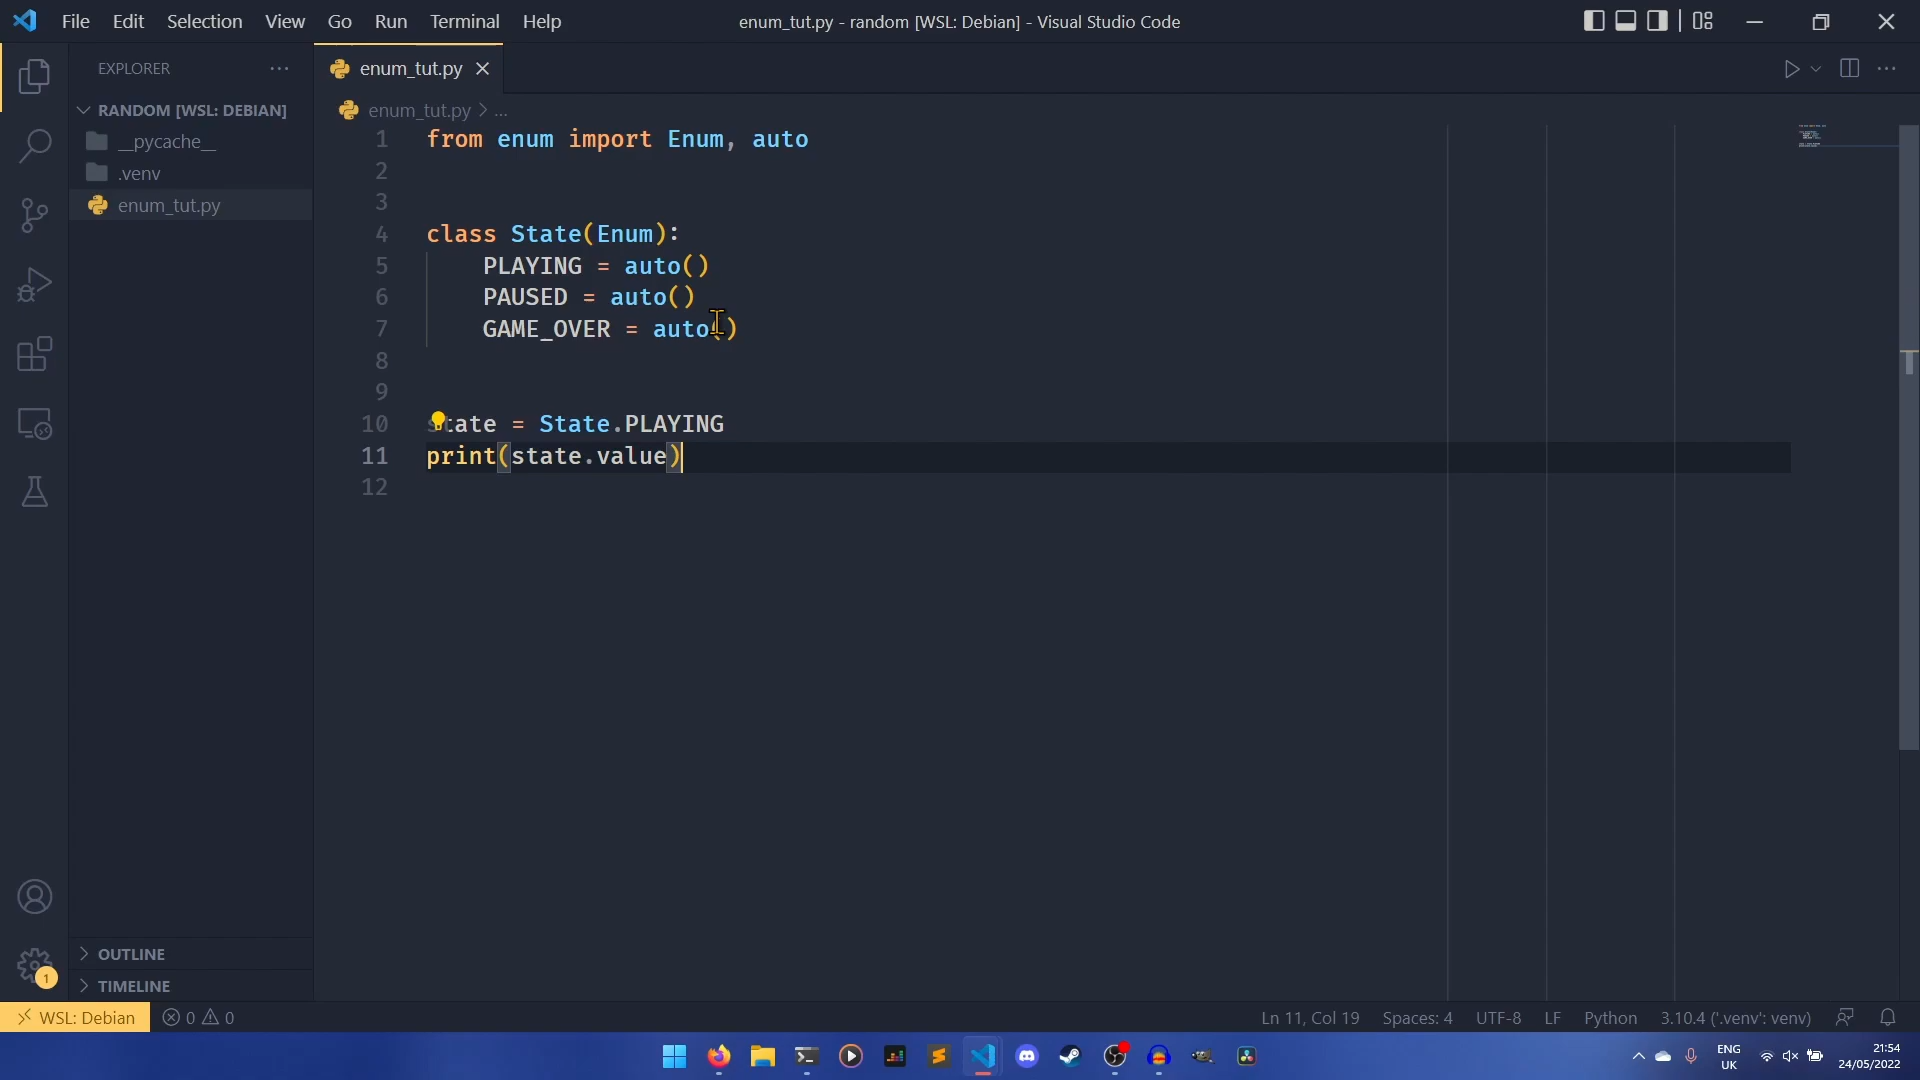 File Edit Selection View Go Run Terminal Help
enum_tut.py - random [WSL: Debian] - Visual Studio Code
EXPLORER
RANDOM [WSL: DEBIAN]
__pycache__
.venv
enum_tut.py
OUTLINE
TIMELINE
enum_tut.py
enum_tut.py > ...
1 from enum import Enum, auto
2
3
4 class State(Enum):
5 PLAYING = auto()
6 PAUSED = auto()
7 GAME_OVER = auto()
8
9
10 state = State.PLAYING
11 print(state.value)
12
1
WSL: Debian 0 0
Ln 11, Col 19 Spaces: 4 UTF-8 LF Python 3.10.4 ('.venv': venv)
ENG
UK
21:54
24/05/2022